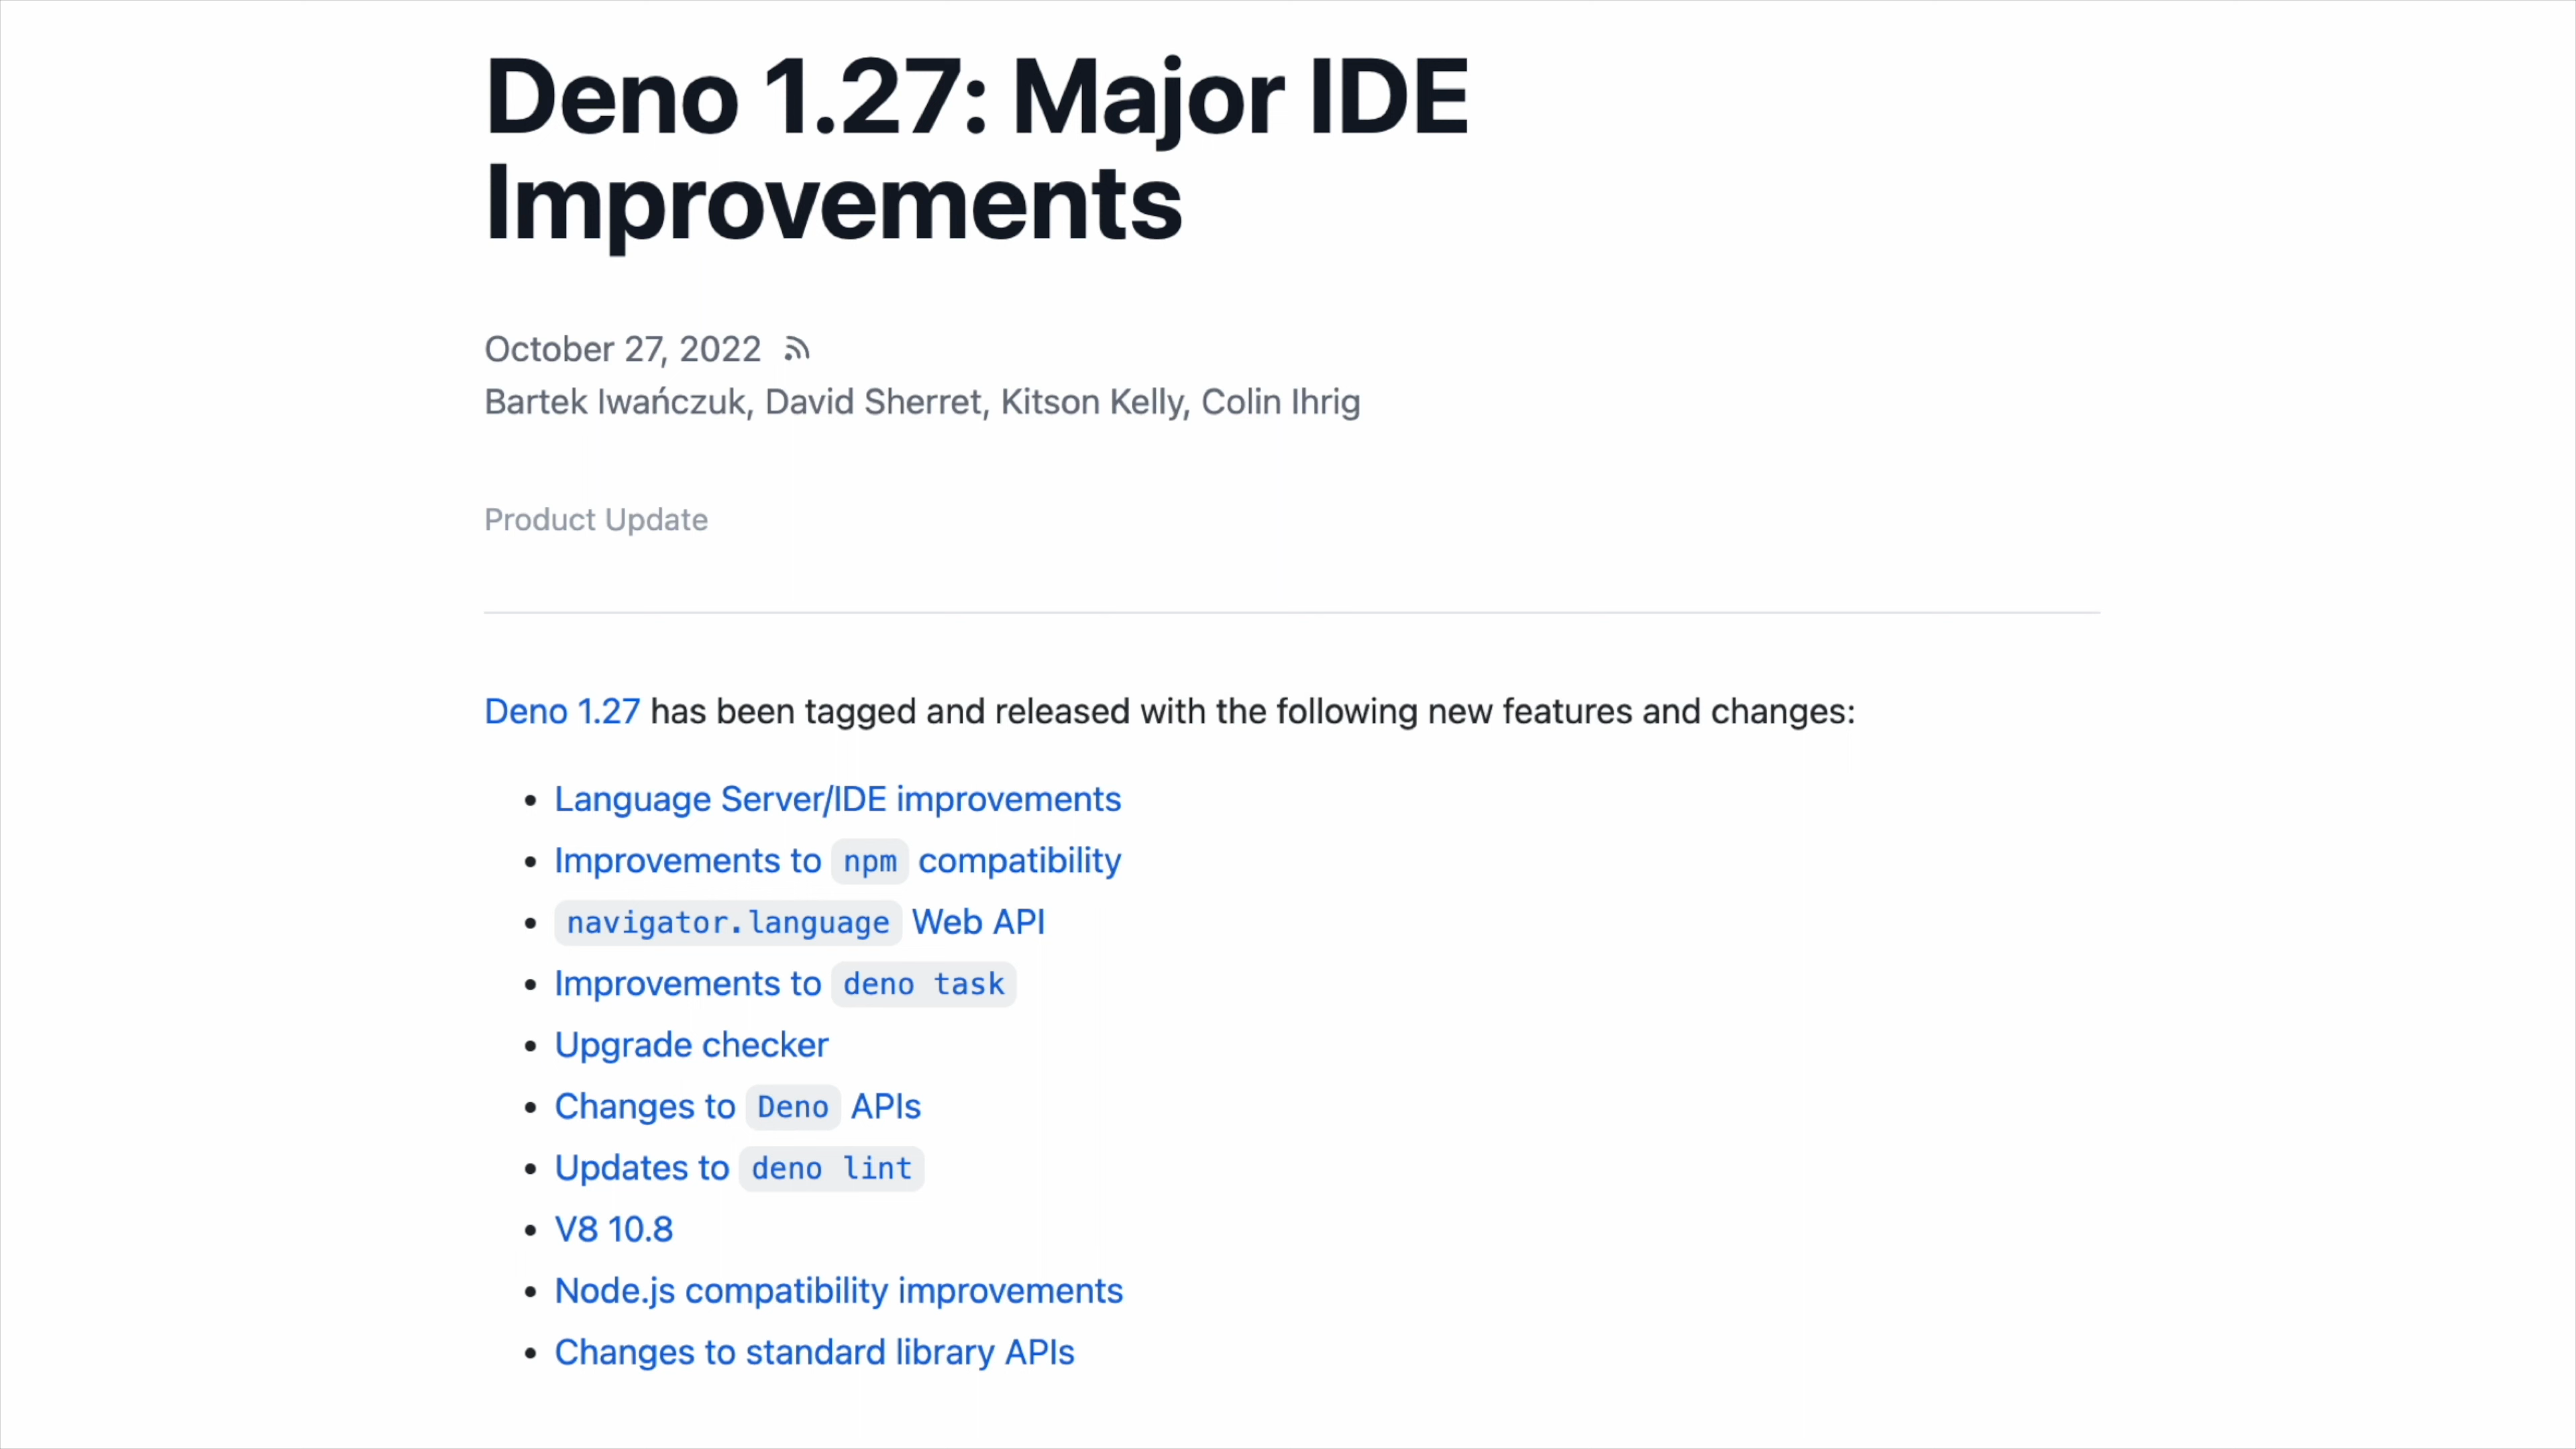 Deno 1.27: Major IDE
Improvements
October 27, 2022
Bartek Iwańczuk, David Sherret, Kitson Kelly, Colin Ihrig
Product Update
Deno 1.27 has been tagged and released with the following new features and changes:
• Language Server/IDE improvements
• Improvements to npm compatibility
• navigator.language Web API
• Improvements to deno task
• Upgrade checker
• Changes to Deno APIs
• Updates to deno lint
• V8 10.8
• Node.js compatibility improvements
• Changes to standard library APIs